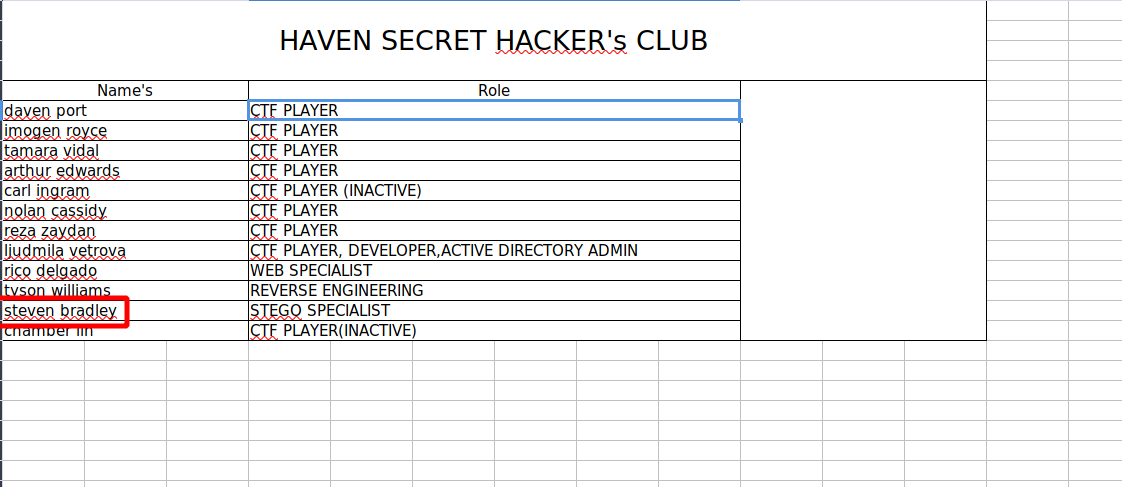 HAVEN SECRET HACKER's CLUB
Name's Role
daven port CTF PLAYER
imogen royce CTF PLAYER
tamara vidal CTF PLAYER
arthur edwards CTF PLAYER
carl ingram CTF PLAYER (INACTIVE)
nolan cassidy CTF PLAYER
reza zaydan CTF PLAYER
ljudmila vetrova CTF PLAYER, DEVELOPER,ACTIVE DIRECTORY ADMIN
rico delgado WEB SPECIALIST
tyson williams REVERSE ENGINEERING
steven bradley STEGO SPECIALIST
chamber lin CTF PLAYER(INACTIVE)